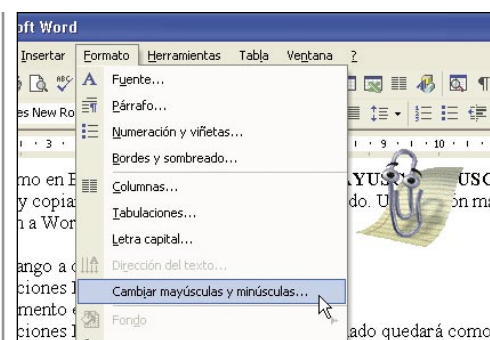 oft Word
Insertar Formato Herramientas Tabla Ventana ?
es New Ro
Fuente...
Párrafo...
Numeración y viñetas...
Bordes y sombreado...
Columnas...
Tabulaciones...
Letra capital...
Dirección del texto...
Cambiar mayúsculas y minúsculas...
Fondo
3 9 10
mo en
y copia do. U
n a Wor
ango a
ciones
mento
ciones ado quedará como